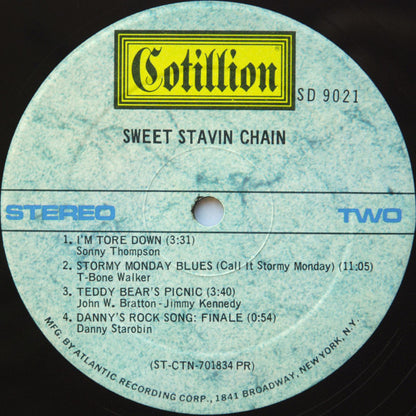 Cotillion
SD 9021
SWEET STAVIN CHAIN
STEREO
TWO
1. I'M TORE DOWN (3:31)
Sonny Thompson
2. STORMY MONDAY BLUES (Call it Stormy Monday) (11:05)
T-Bone Walker
3. TEDDY BEAR'S PICNIC (3:40)
John W. Bratton-Jimmy Kennedy
4. DANNY'S ROCK SONG: FINALE (0:54)
Danny Starobin
(ST-CTN-701834 PR)
MFG. BY ATLANTIC RECORDING CORP., 1841 BROADWAY, NEW YORK, N.Y.